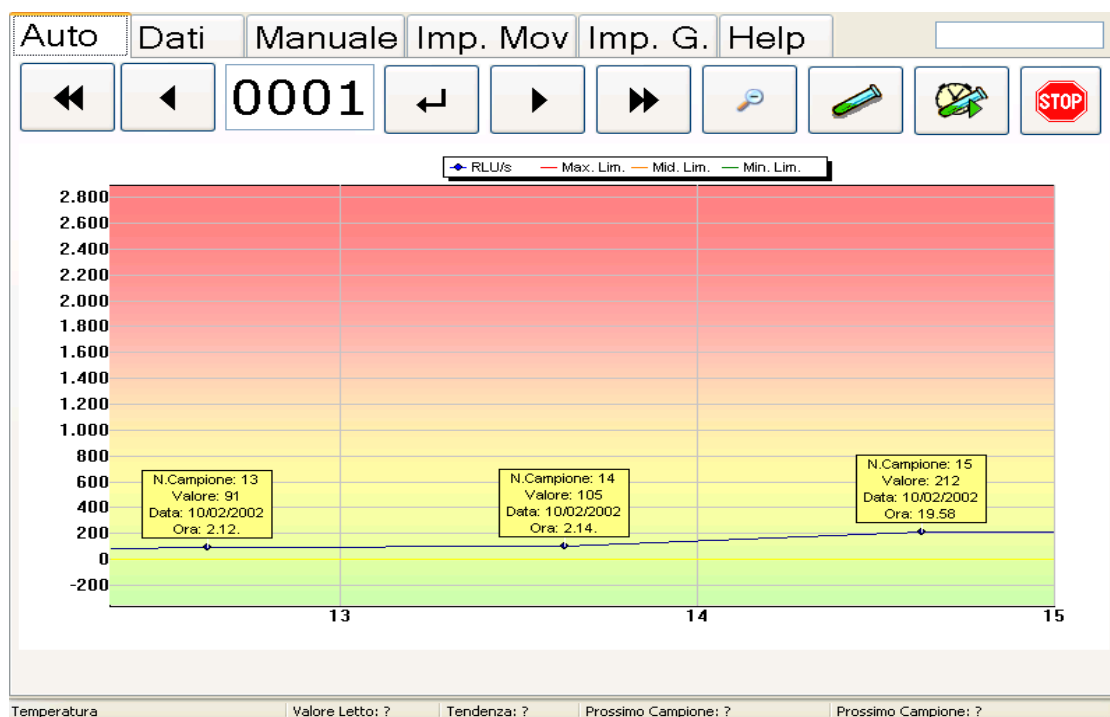 Auto Dati Manuale Imp. Mov Imp. G. Help
0001 STOP
RLU/s Max. Lim. Mid. Lim. Min. Lim.
2.800
2.600
2.400
2.200
2.000
1.800
1.600
1.400
1.200
1.000
800
600
400
200
0
-200
N.Campione: 13
Valore: 91
Data: 10/02/2002
Ora: 2.12.
N.Campione: 14
Valore: 105
Data: 10/02/2002
Ora: 2.14.
N.Campione: 15
Valore: 212
Data: 10/02/2002
Ora: 19.58
13 14 15
Temperatura Valore Letto: ? Tendenza: ? Prossimo Campione: ? Prossimo Campione: ?